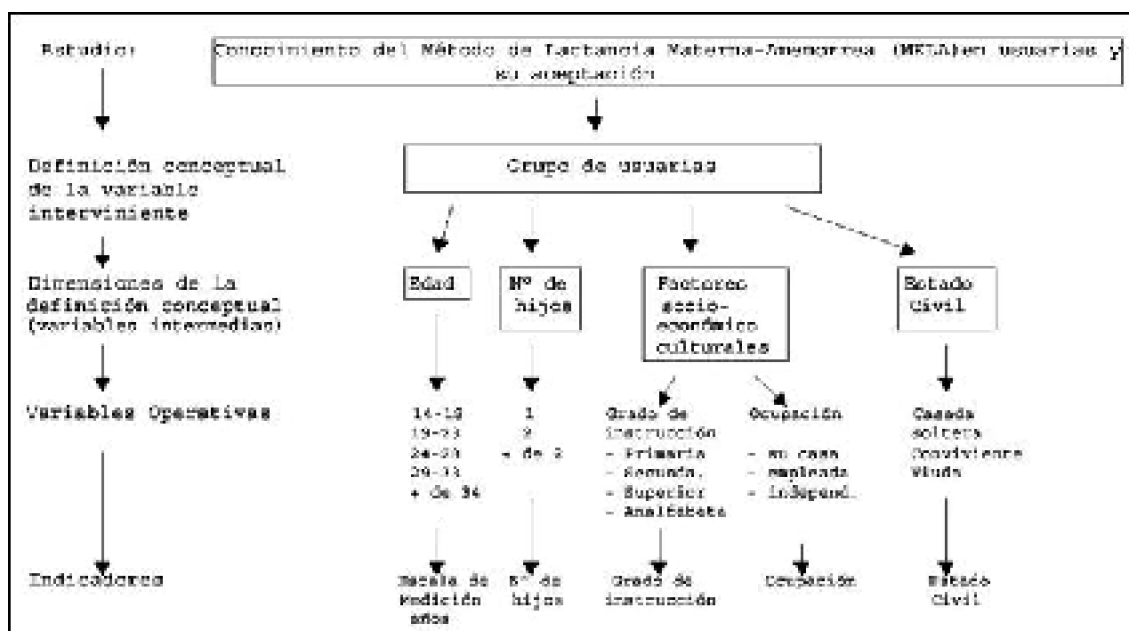 Estudio:
Conocimiento del Método de Lactancia Materna-Amenorrea (MELA) en usuarias y
su aceptación
Definición conceptual
de la variable
interviniente
Grupo de usuarias
Dimensiones de la
definición conceptual
(variables intermedias)
Edad
Nº de
hijos
Factores
socio-
económico
culturales
Estado
Civil
Variables Operativas
14-18
19-23
24-28
29-33
+ de 34
1
2
+ de 2
Grado de
instrucción
- Primaria
- Secunda.
- Superior
- Analfabeta
Ocupación
- su casa
- empleada
- independ.
Casada
Soltera
Conviviente
Viuda
Indicadores
Escala de
Medición
años
Nº de
hijos
Grado de
instrucción
Ocupación
Estado
Civil